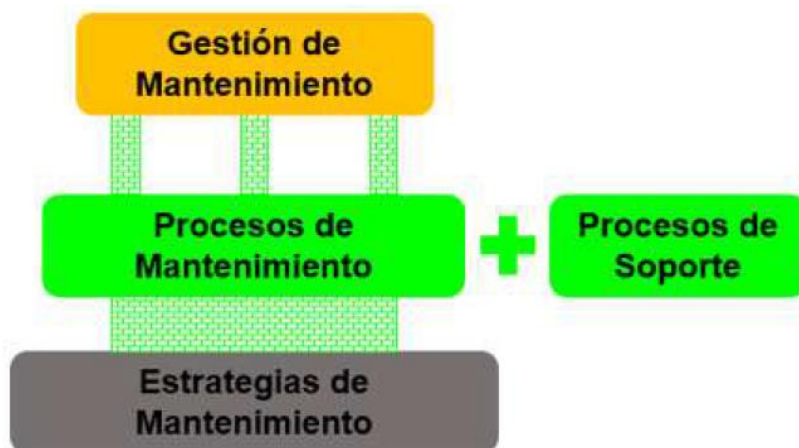 Gestión de
Mantenimiento
Procesos de
Mantenimiento
Procesos de
Soporte
Estrategias de
Mantenimiento